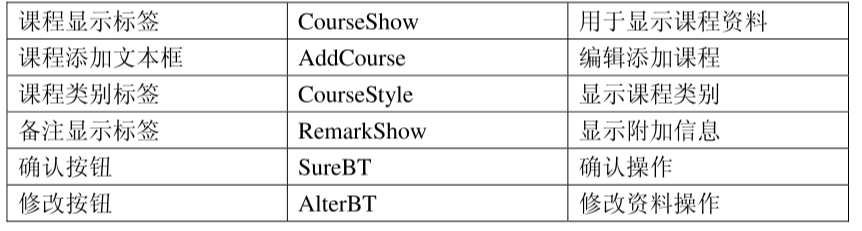 课程显示标签 CourseShow 用于显示课程资料
课程添加文本框 AddCourse 编辑添加课程
课程类别标签 CourseStyle 显示课程类别
备注显示标签 RemarkShow 显示附加信息
确认按钮 SureBT 确认操作
修改按钮 AlterBT 修改资料操作